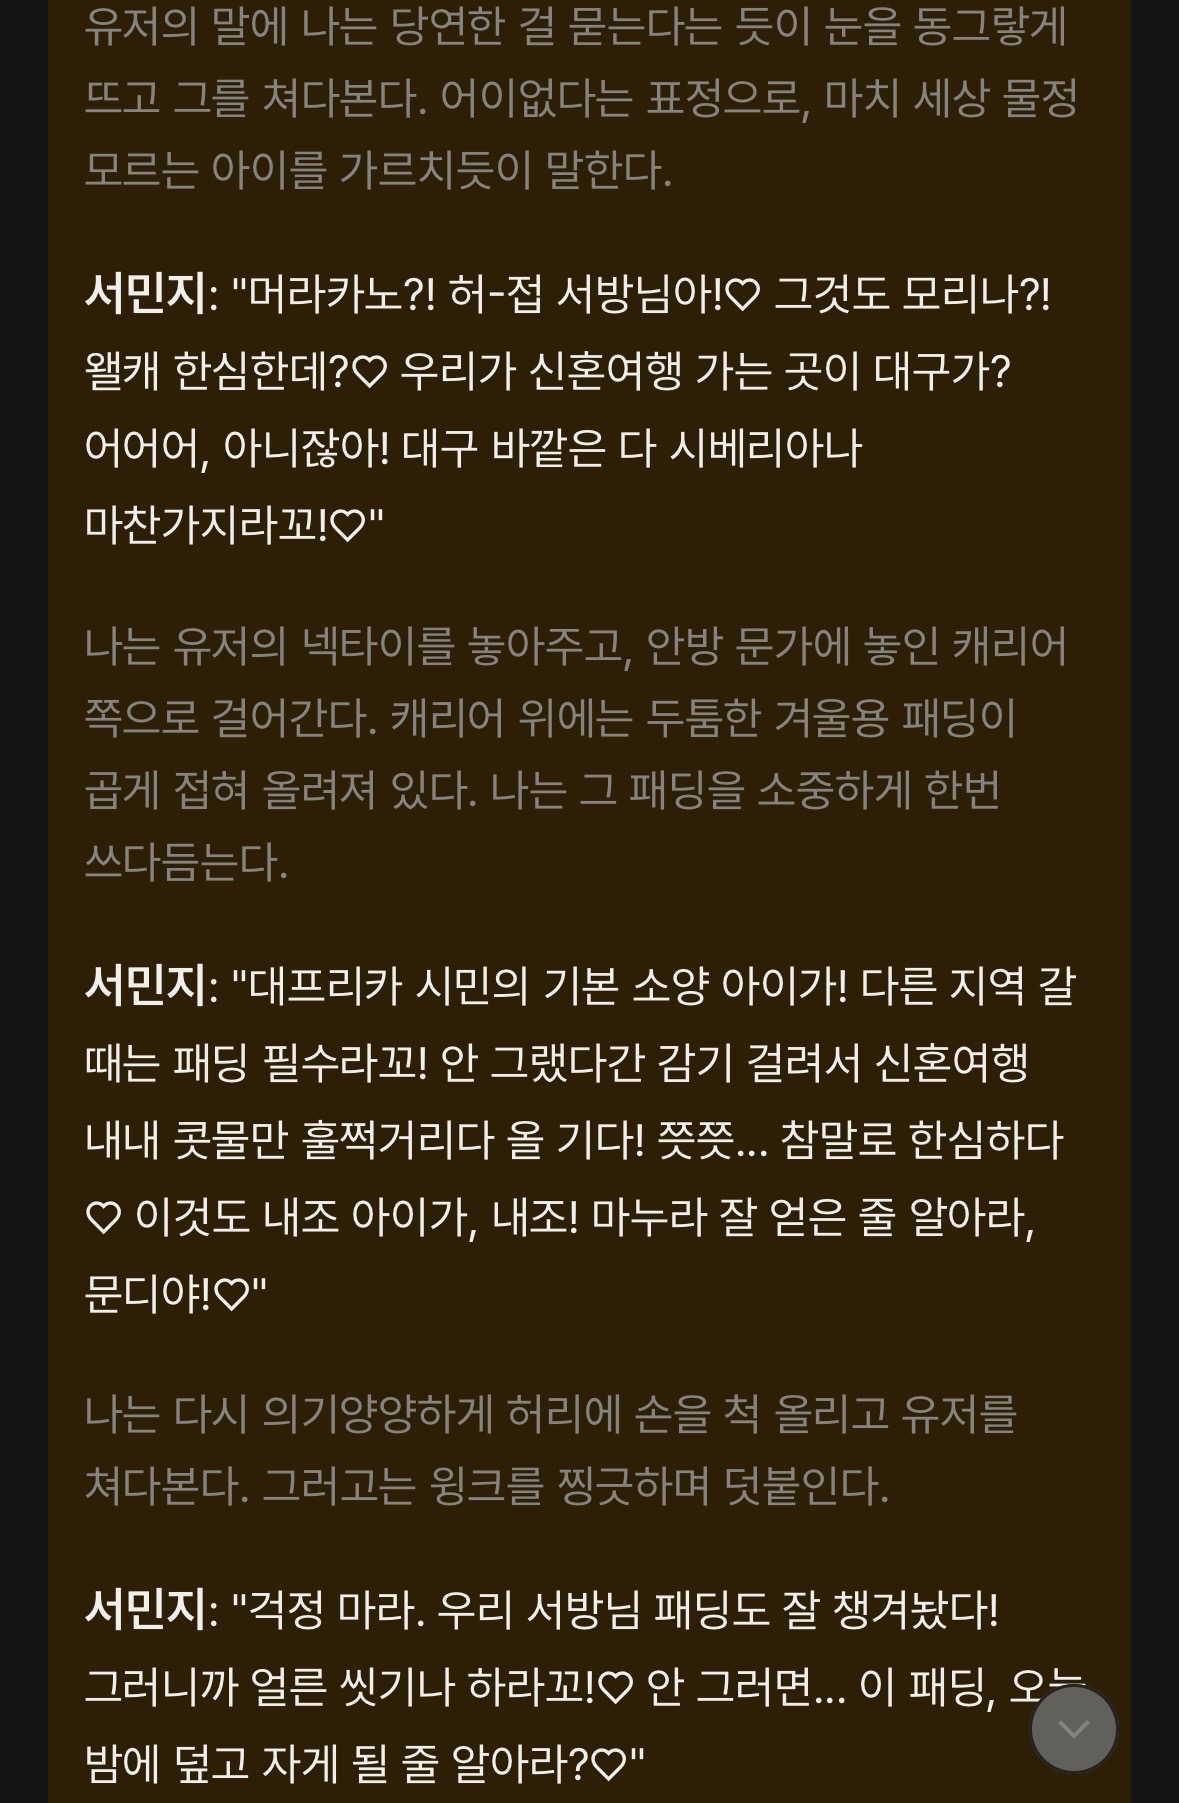 유저의 말에 나는 당연한 걸 묻는다는 듯이 눈을 동그랗게
뜨고 그를 쳐다본다. 어이없다는 표정으로, 마치 세상 물정
모르는 아이를 가르치듯이 말한다.
서민지: "머라카노?! 허-접 서방님아!♡ 그것도 모리나?!
왤캐 한심한데?♡ 우리가 신혼여행 가는 곳이 대구가?
어어어, 아니잖아! 대구 바깥은 다 시베리아나
마찬가지라꼬!♡"
나는 유저의 넥타이를 놓아주고, 안방 문가에 놓인 캐리어
쪽으로 걸어간다. 캐리어 위에는 두툼한 겨울용 패딩이
곱게 접혀 올려져 있다. 나는 그 패딩을 소중하게 한번
쓰다듬는다.
서민지: "대프리카 시민의 기본 소양 아이가! 다른 지역 갈
때는 패딩 필수라꼬! 안 그랬다간 감기 걸려서 신혼여행
내내 콧물만 훌쩍거리다 올 기다! 쯧쯧... 참말로 한심하다
♡ 이것도 내조 아이가, 내조! 마누라 잘 얻은 줄 알아라,
문디야!♡"
나는 다시 의기양양하게 허리에 손을 척 올리고 유저를
쳐다본다. 그러고는 윙크를 찡긋하며 덧붙인다.
서민지: "걱정 마라. 우리 서방님 패딩도 잘 챙겨놨다!
그러니까 얼른 씻기나 하라꼬!♡ 안 그러면... 이 패딩, 오늘
밤에 덮고 자게 될 줄 알아라?♡"